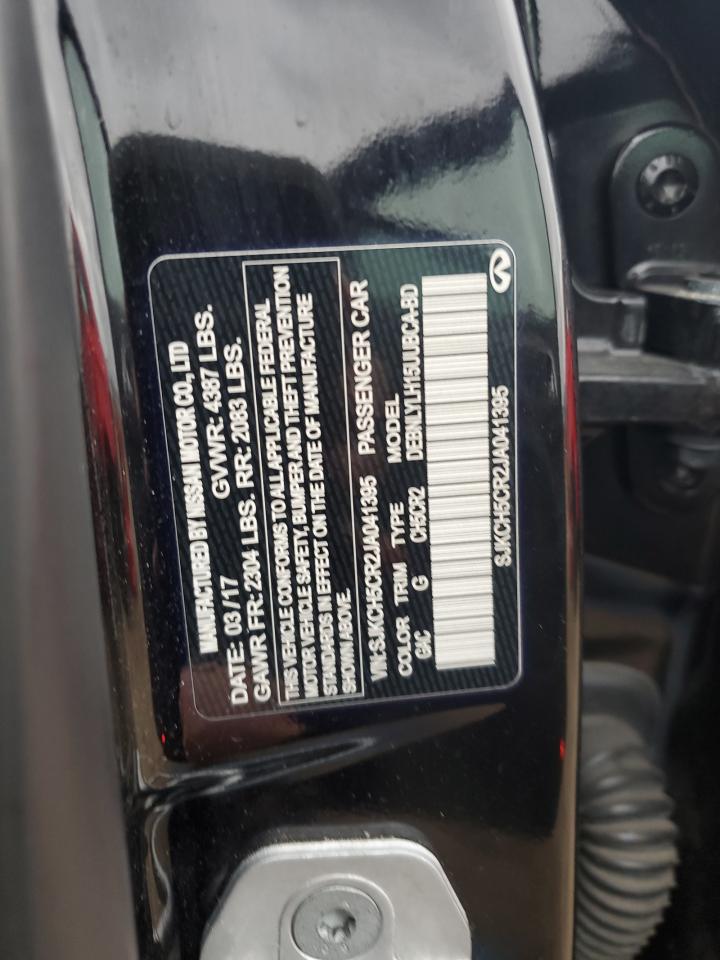 MANUFACTURED BY NISSAN MOTOR CO., LTD
DATE: 03/17 GVWR: 4387 LBS.
GAWR FR: 2304 LBS. RR: 2083 LBS.
THIS VEHICLE CONFORMS TO ALL APPLICABLE FEDERAL
MOTOR VEHICLE SAFETY, BUMPER AND THEFT PREVENTION
STANDARDS IN EFFECT ON THE DATE OF MANUFACTURE
SHOWN ABOVE.
VIN: SJKCH5CR2JA041395 PASSENGER CAR
COLOR TRIM TYPE MODEL
G CH5CR2 DEBNLYLH15UUBCA-BD
SJKCH5CR2JA041395